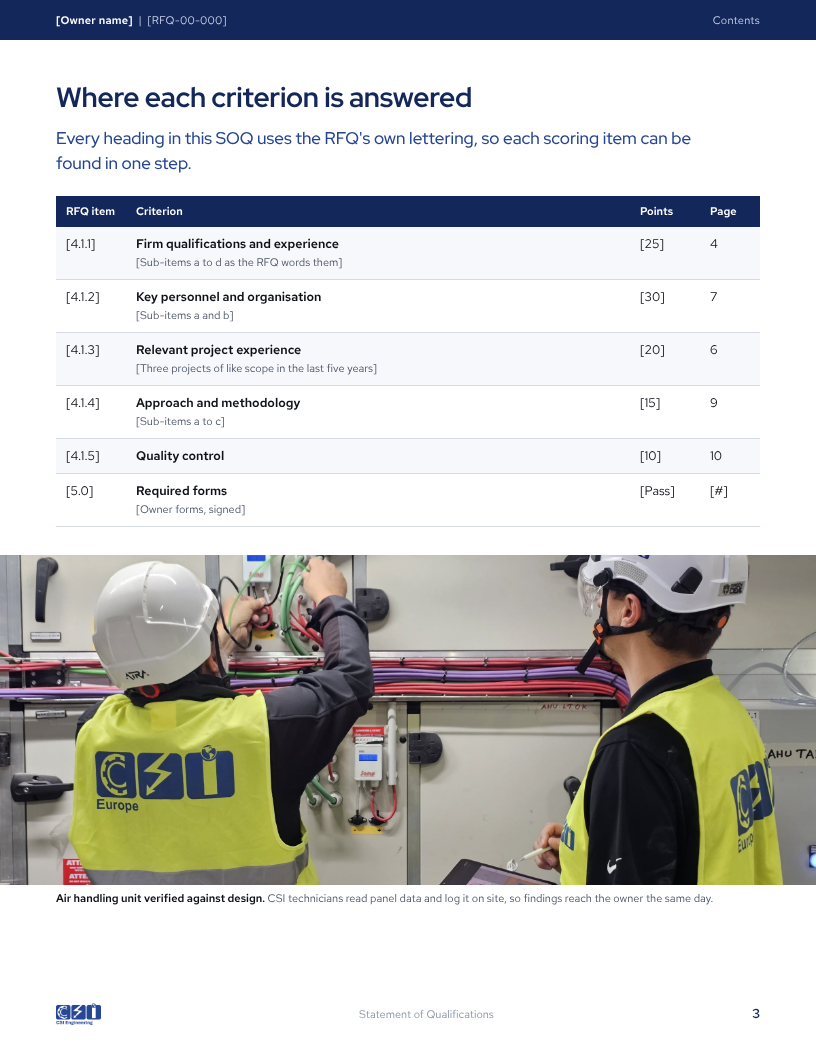 [Owner name] | [RFQ-00-000]
Contents
Where each criterion is answered
Every heading in this SOQ uses the RFQ's own lettering, so each scoring item can be
found in one step.
RFQ item Criterion Points Page
[4.1.1] Firm qualifications and experience [25] 4
[Sub-items a to d as the RFQ words them]
[4.1.2] Key personnel and organisation [30] 7
[Sub-items a and b]
[4.1.3] Relevant project experience [20] 6
[Three projects of like scope in the last five years]
[4.1.4] Approach and methodology [15] 9
[Sub-items a to c]
[4.1.5] Quality control [10] 10
[5.0] Required forms [Pass] [#]
[Owner forms, signed]
ATRA
CSI
Europe
AHU
AHU TA
Air handling unit verified against design. CSI technicians read panel data and log it on site, so findings reach the owner the same day.
CSI
CSI Engineering
Statement of Qualifications
3